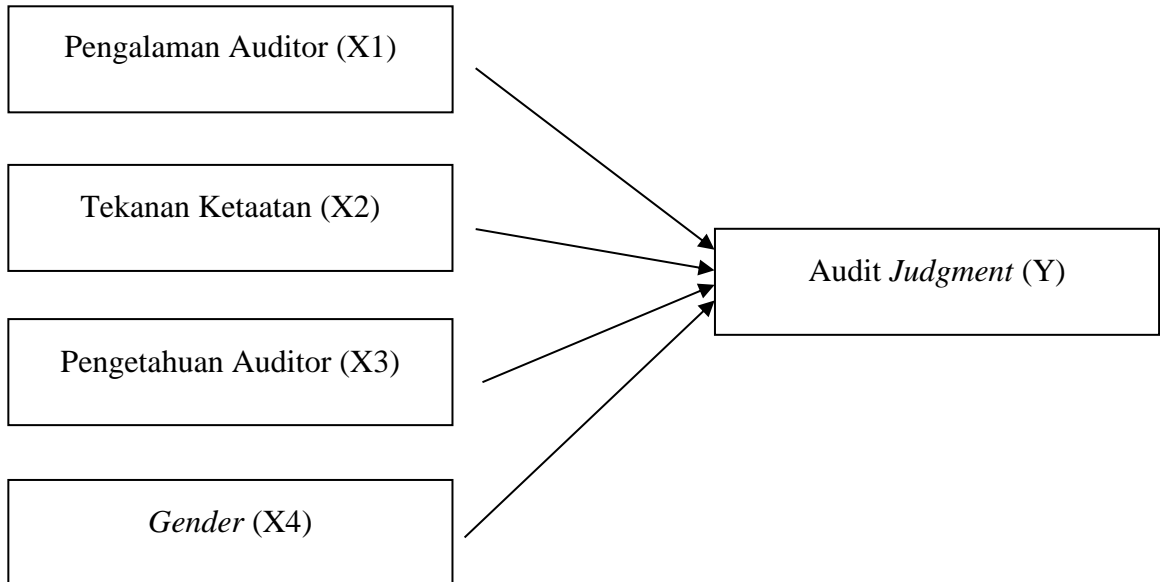 Pengalaman Auditor (X1)
Tekanan Ketaatan (X2)
Audit Judgment (Y)
Pengetahuan Auditor (X3)
Gender (X4)